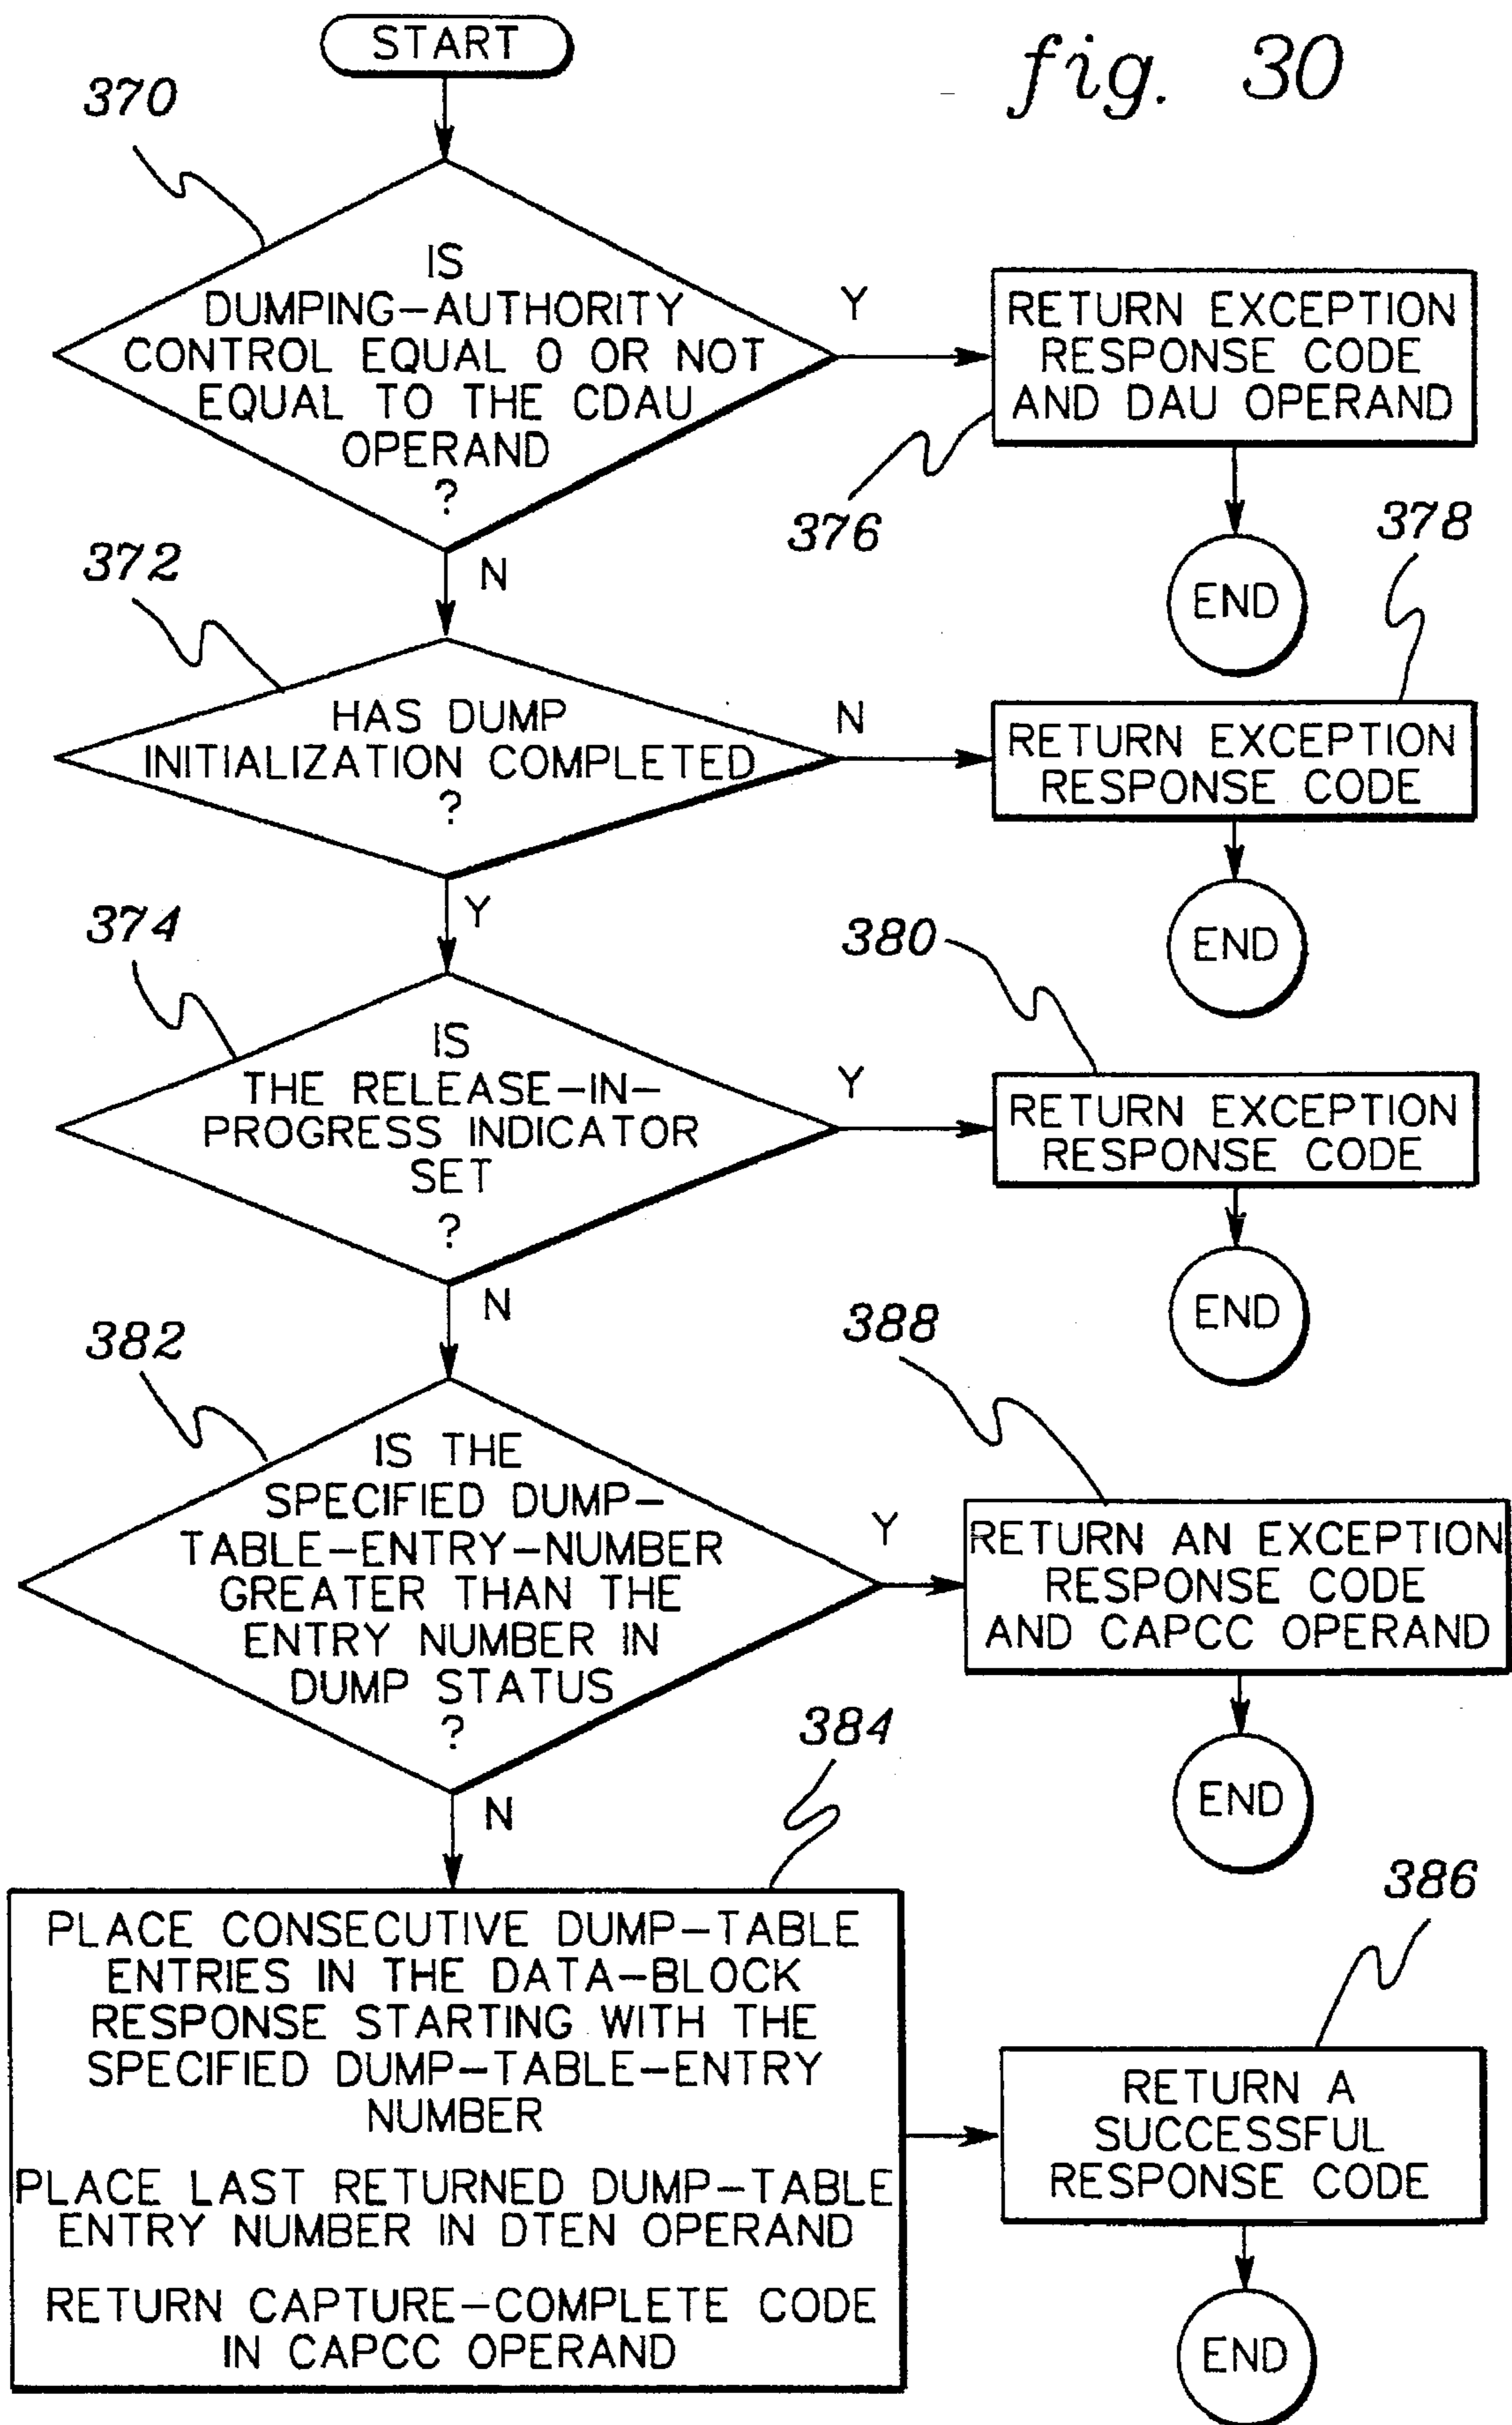 START
fig. 30
370
IS
DUMPING-AUTHORITY
CONTROL EQUAL 0 OR NOT
EQUAL TO THE CDAU
OPERAND
?
Y
RETURN EXCEPTION
RESPONSE CODE
AND DAU OPERAND
376
END
N
372
378
HAS DUMP
INITIALIZATION COMPLETED
?
N
RETURN EXCEPTION
RESPONSE CODE
END
Y
374
380
IS
THE RELEASE-IN-
PROGRESS INDICATOR
SET
?
Y
RETURN EXCEPTION
RESPONSE CODE
END
N
382
388
IS THE
SPECIFIED DUMP-
TABLE-ENTRY-NUMBER
GREATER THAN THE
ENTRY NUMBER IN
DUMP STATUS
?
Y
RETURN AN EXCEPTION
RESPONSE CODE
AND CAPCC OPERAND
END
N
384
PLACE CONSECUTIVE DUMP-TABLE
ENTRIES IN THE DATA-BLOCK
RESPONSE STARTING WITH THE
SPECIFIED DUMP-TABLE-ENTRY
NUMBER
PLACE LAST RETURNED DUMP-TABLE
ENTRY NUMBER IN DTEN OPERAND
RETURN CAPTURE-COMPLETE CODE
IN CAPCC OPERAND
386
RETURN A
SUCCESSFUL
RESPONSE CODE
END